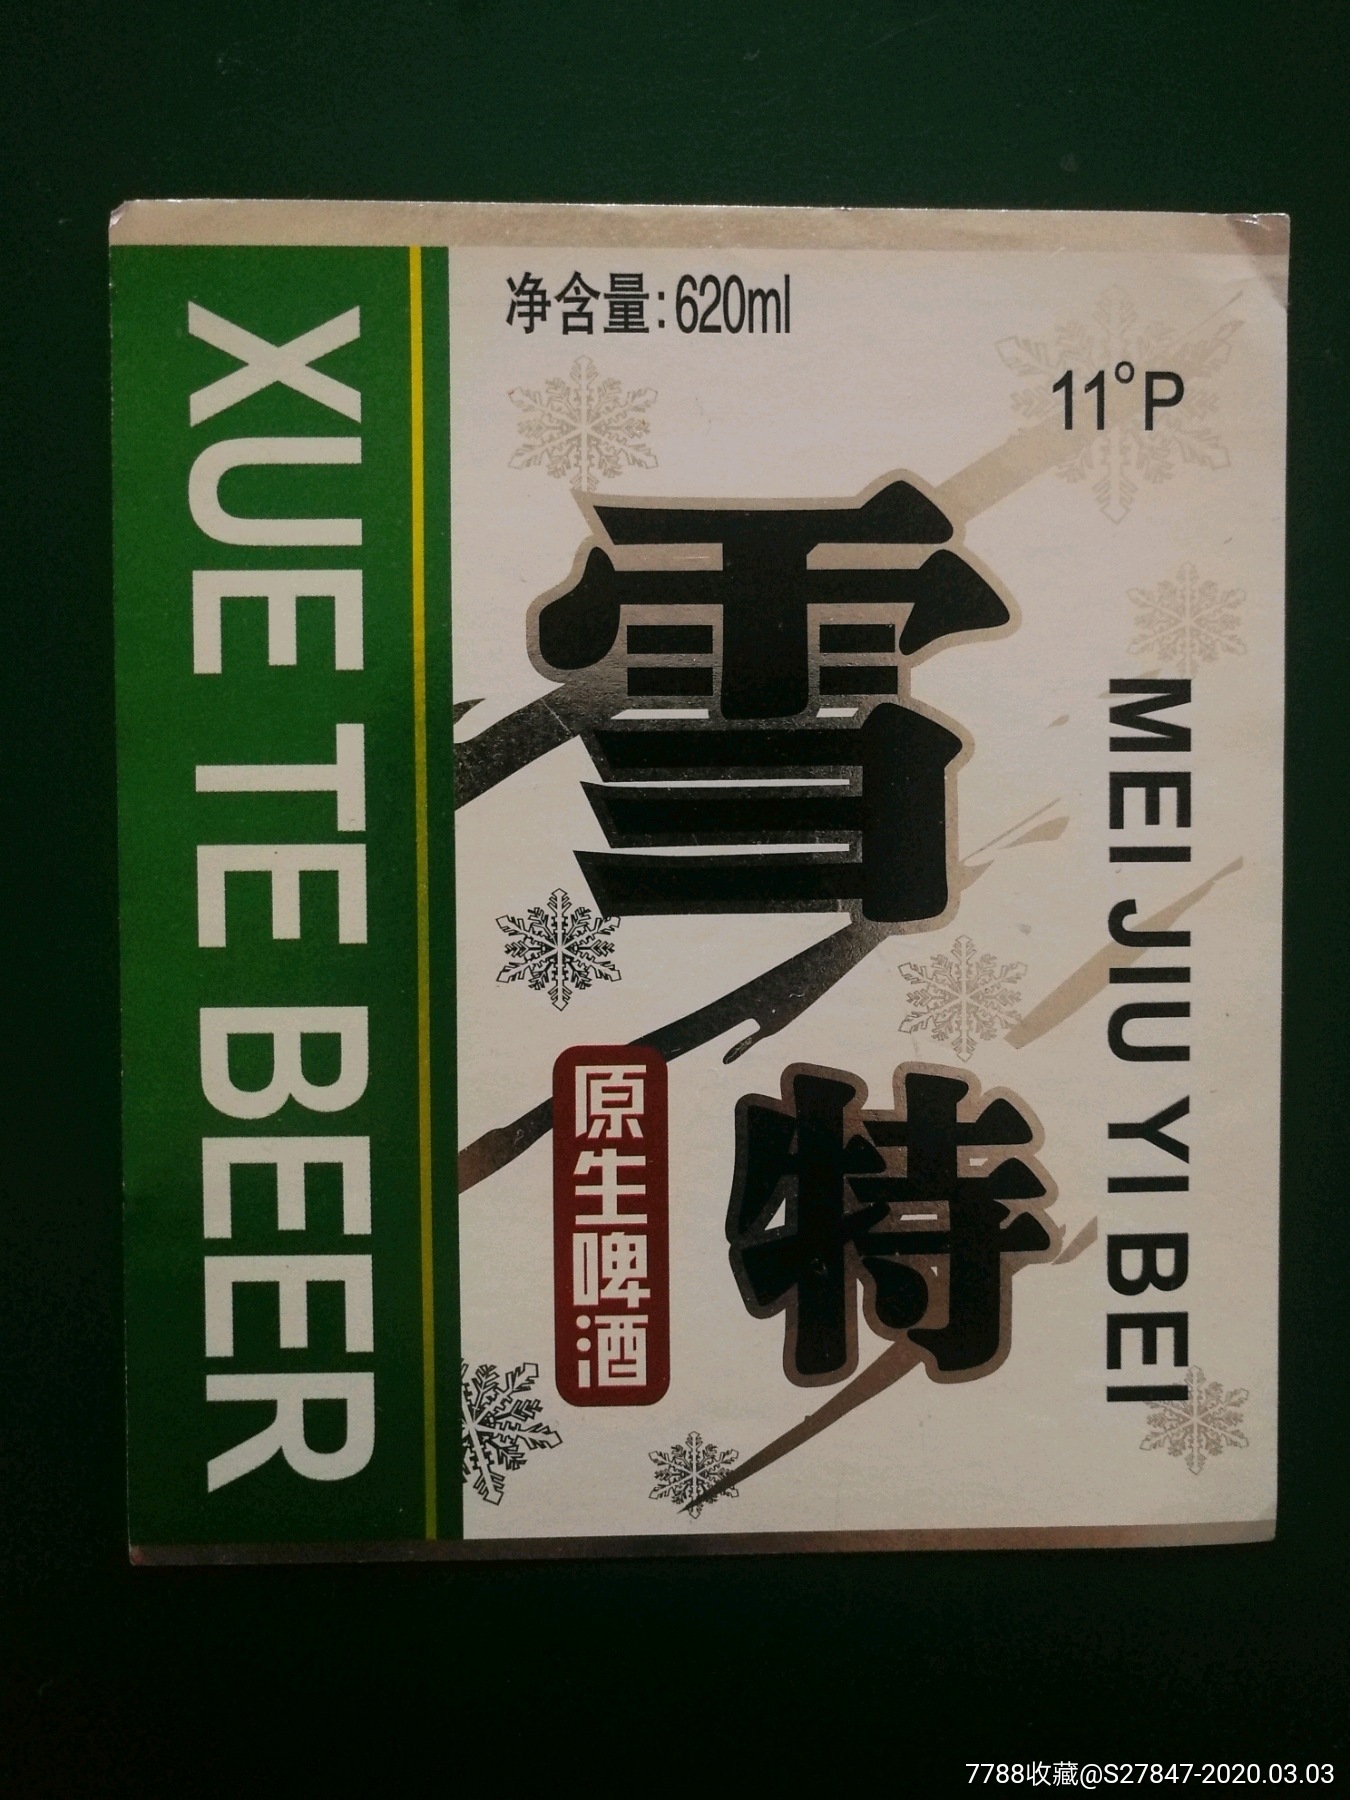 净含量:620ml
11°P
XUE TE BEER
雪特
原生啤酒
MEI JIU YI BEI
7788收藏@S27847-2020.03.03